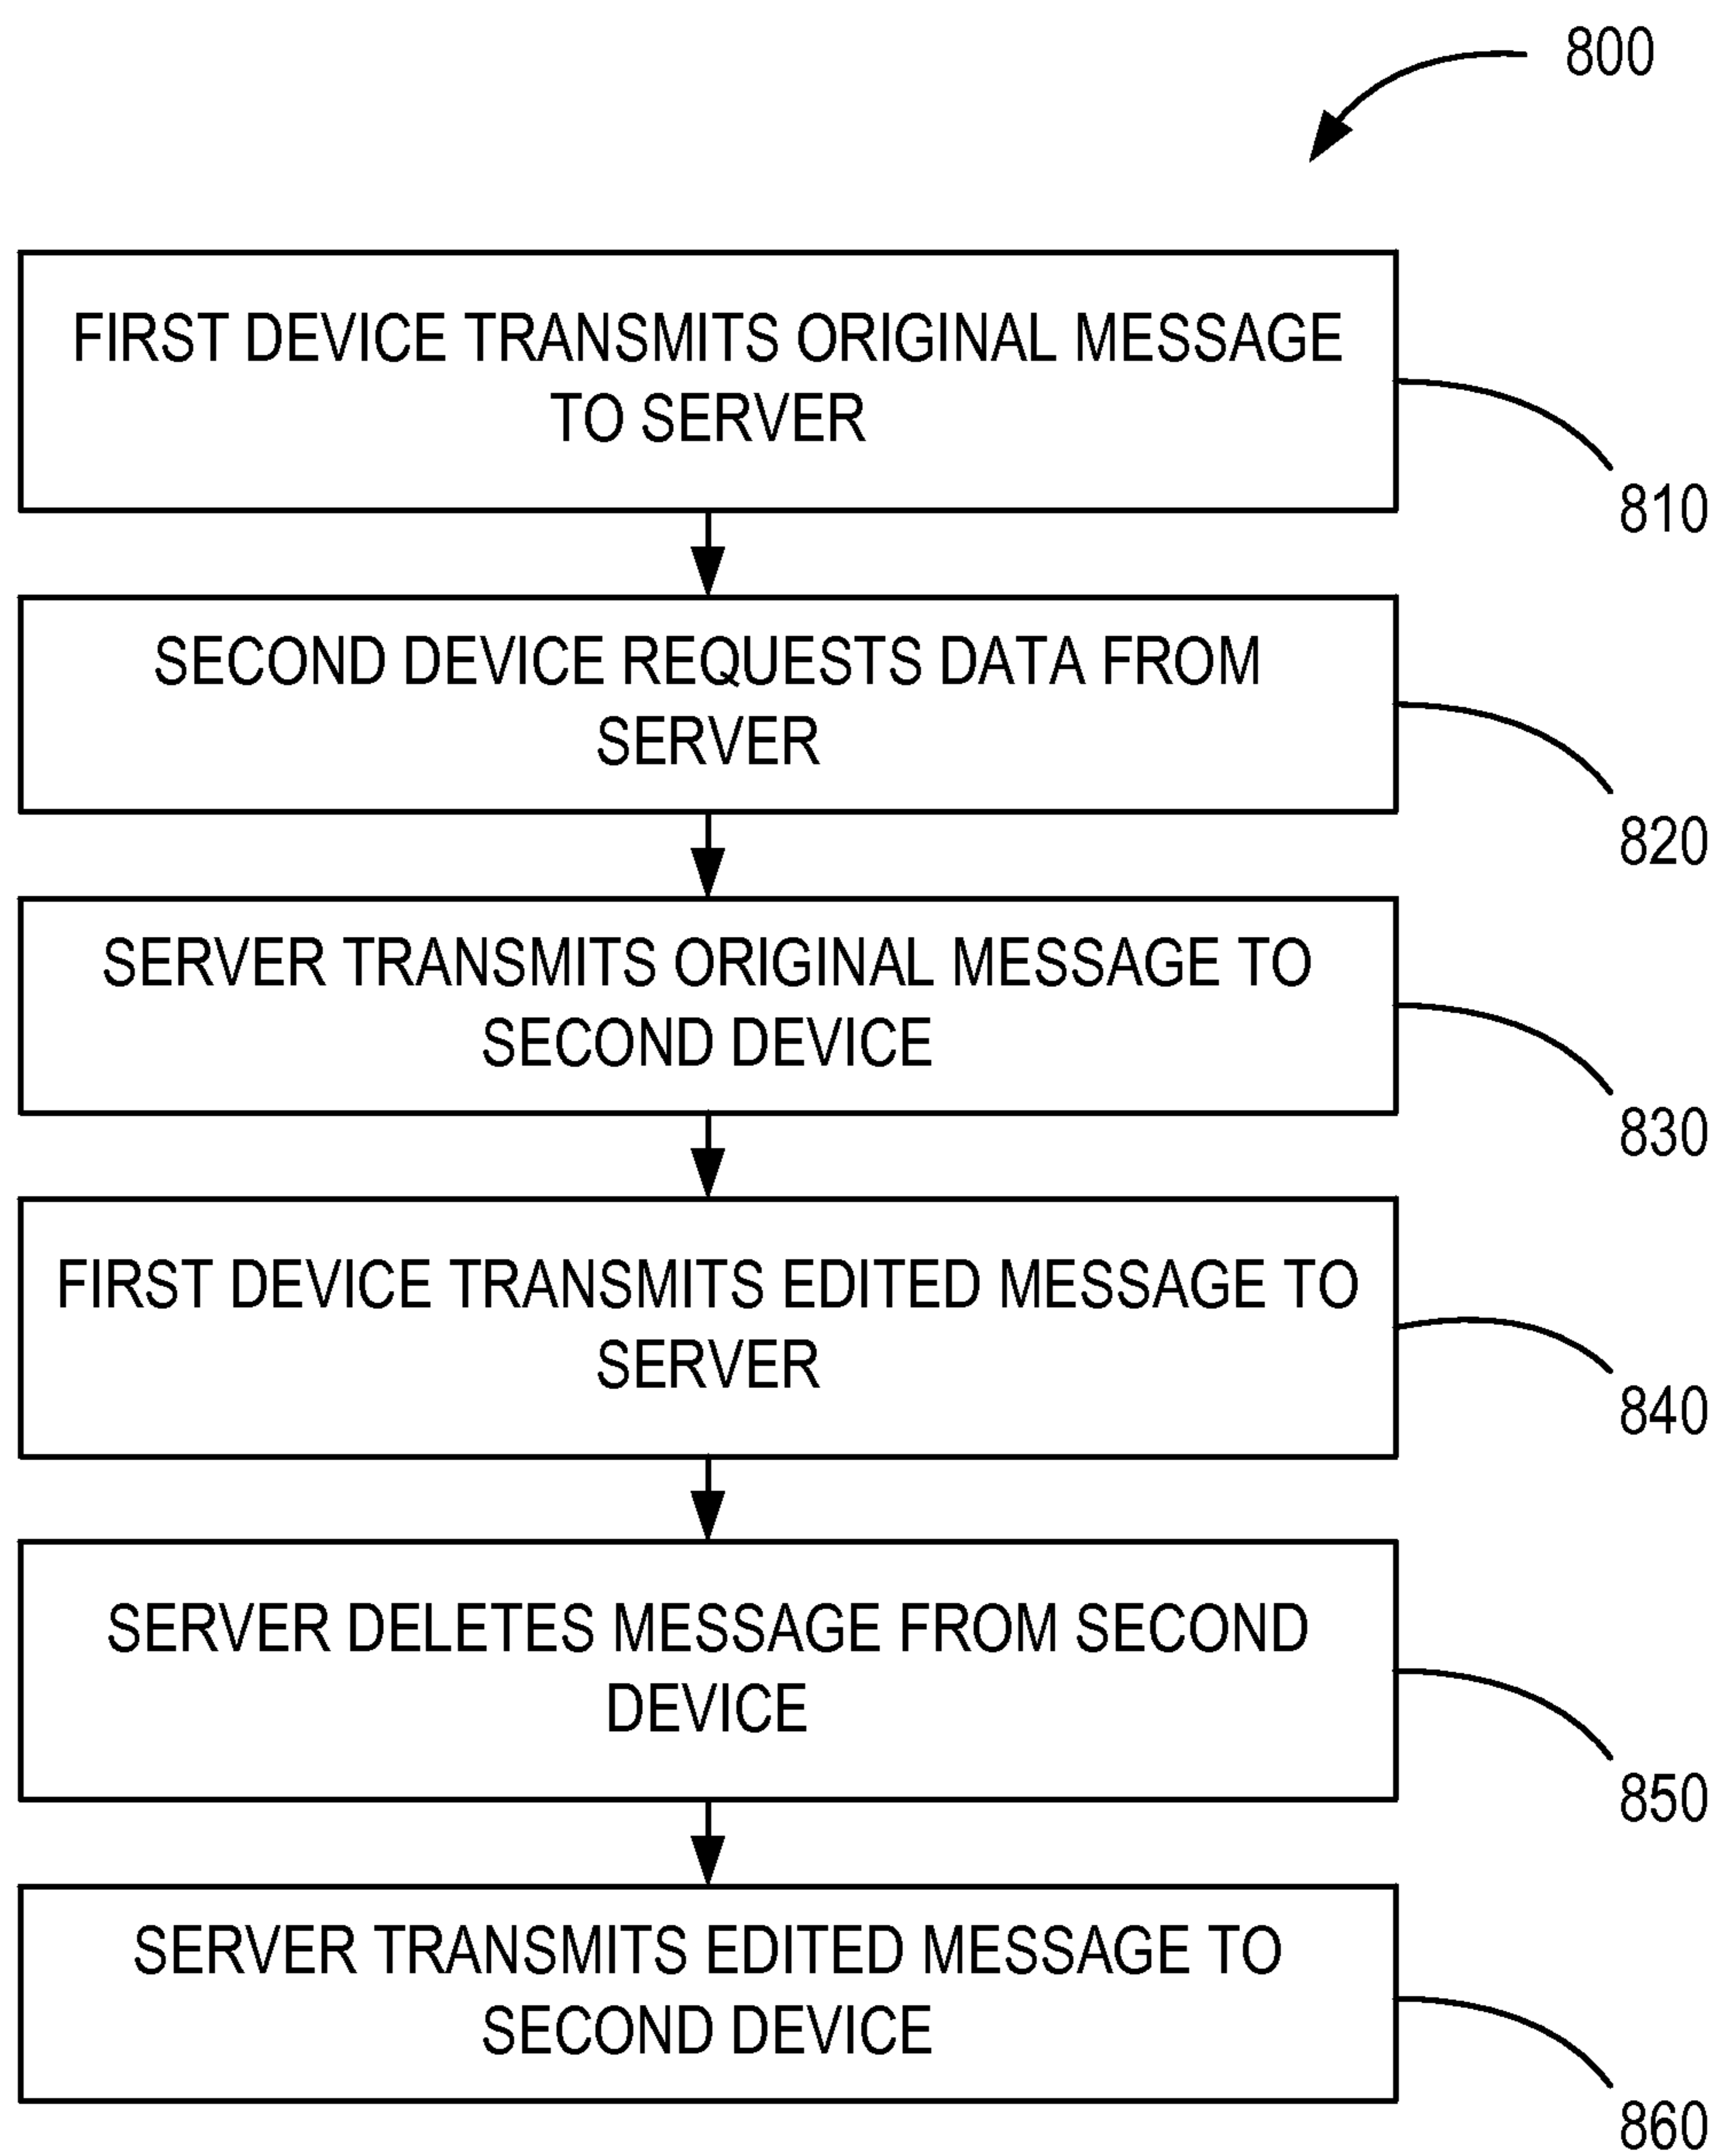 800
FIRST DEVICE TRANSMITS ORIGINAL MESSAGE
TO SERVER
810
SECOND DEVICE REQUESTS DATA FROM
SERVER
820
SERVER TRANSMITS ORIGINAL MESSAGE TO
SECOND DEVICE
830
FIRST DEVICE TRANSMITS EDITED MESSAGE TO
SERVER
840
SERVER DELETES MESSAGE FROM SECOND
DEVICE
850
SERVER TRANSMITS EDITED MESSAGE TO
SECOND DEVICE
860